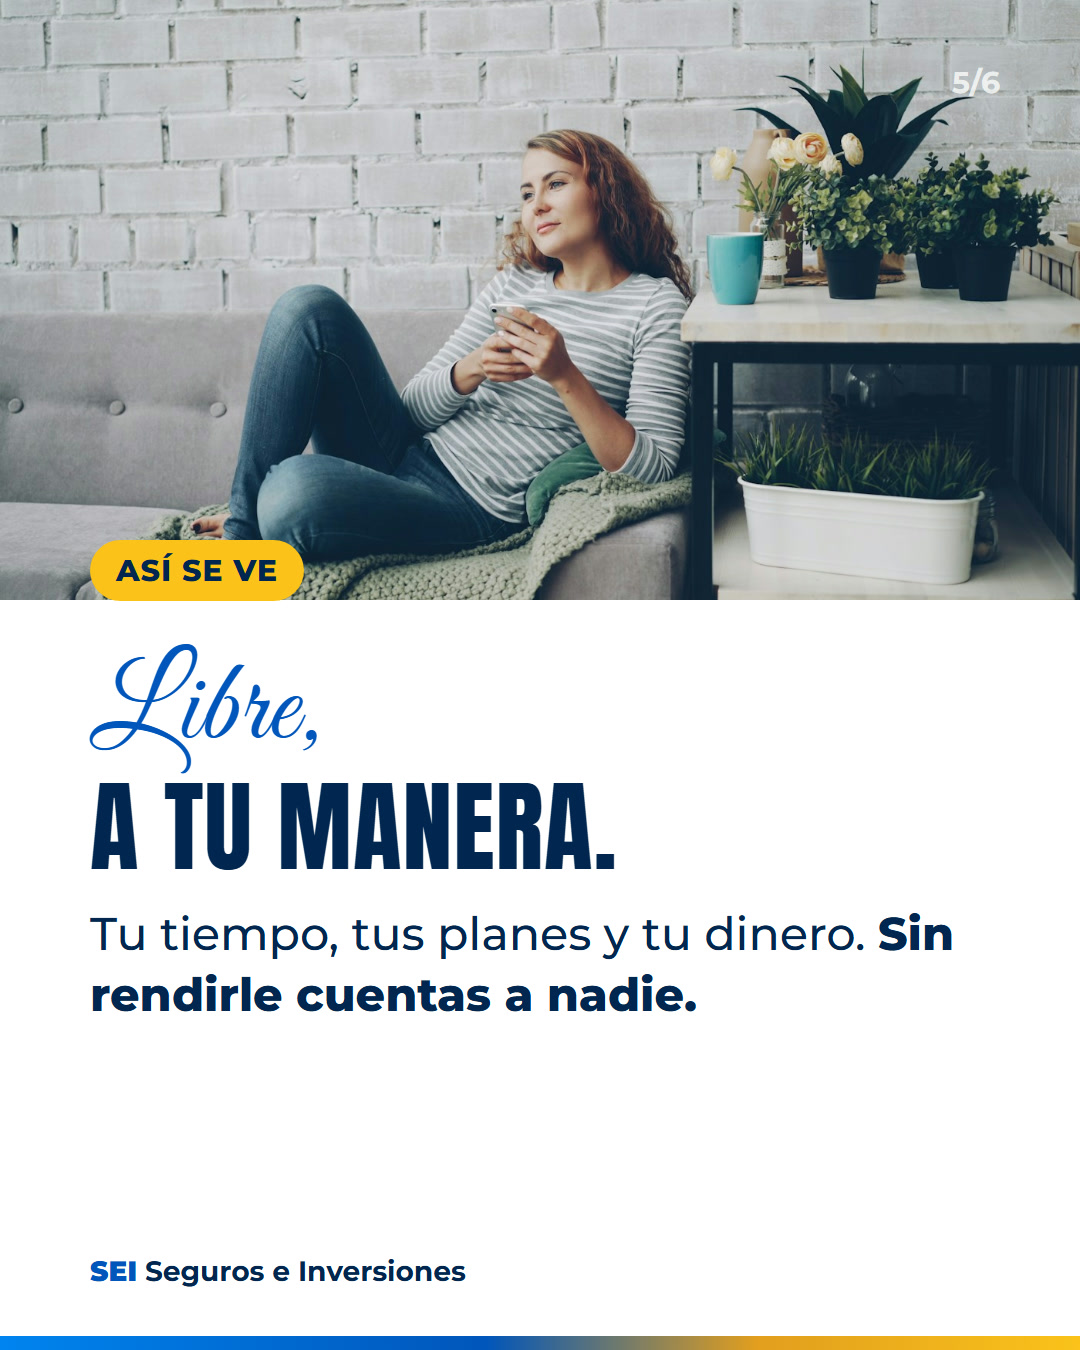 5/6
ASÍ SE VE
Libre,
A TU MANERA.
Tu tiempo, tus planes y tu dinero. Sin
rendirle cuentas a nadie.
SEI Seguros e Inversiones